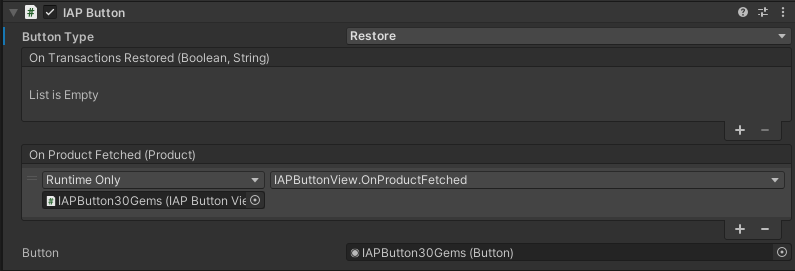 IAP Button
Button Type Restore
On Transactions Restored (Boolean, String)
List is Empty
+ −
On Product Fetched (Product)
Runtime Only IAPButtonView.OnProductFetched
IAPButton30Gems (IAP Button Vie
+ −
Button IAPButton30Gems (Button)